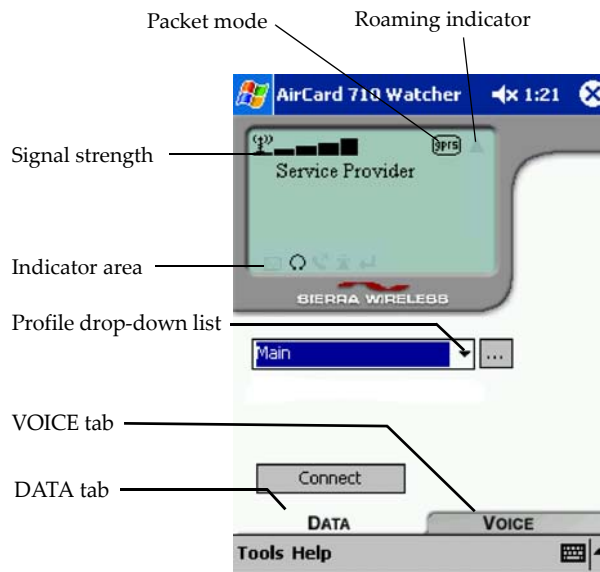 Packet mode
Roaming indicator
AirCard 710 Watcher
1:21
Signal strength
gprs
Service Provider
Indicator area
SIERRA WIRELESS
Profile drop-down list
Main
...
VOICE tab
Connect
DATA tab
DATA
VOICE
Tools Help